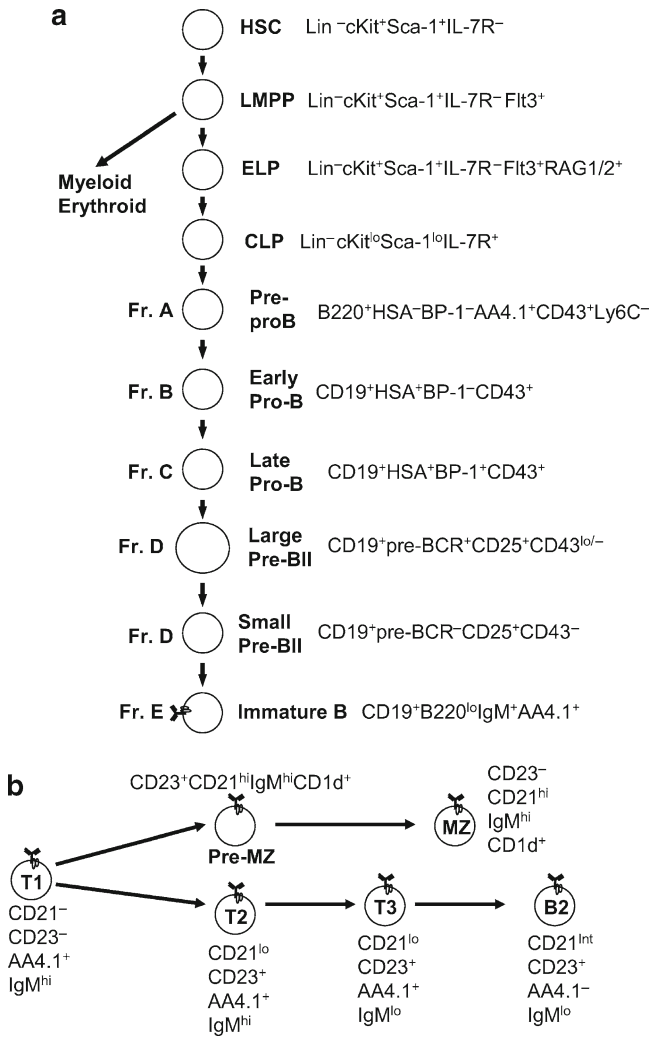 a
HSC Lin⁻cKit⁺Sca-1⁺IL-7R⁻
LMPP Lin⁻cKit⁺Sca-1⁺IL-7R⁻Flt3⁺
Myeloid
Erythroid
ELP Lin⁻cKit⁺Sca-1⁺IL-7R⁻Flt3⁺RAG1/2⁺
CLP Lin⁻cKitˡᵒSca-1ˡᵒIL-7R⁺
Fr. A Pre-
proB B220⁺HSA⁻BP-1⁻AA4.1⁺CD43⁺Ly6C⁻
Fr. B Early
Pro-B CD19⁺HSA⁺BP-1⁻CD43⁺
Fr. C Late
Pro-B CD19⁺HSA⁺BP-1⁺CD43⁺
Fr. D Large
Pre-BII CD19⁺pre-BCR⁺CD25⁺CD43ˡᵒ/⁻
Fr. D Small
Pre-BII CD19⁺pre-BCR⁻CD25⁺CD43⁻
Fr. E Immature B CD19⁺B220ˡᵒIgM⁺AA4.1⁺
b
CD23⁺CD21ʰⁱIgMʰⁱCD1d⁺
Pre-MZ
MZ
CD23⁻
CD21ʰⁱ
IgMʰⁱ
CD1d⁺
T1
CD21⁻
CD23⁻
AA4.1⁺
IgMʰⁱ
T2
CD21ˡᵒ
CD23⁺
AA4.1⁺
IgMʰⁱ
T3
CD21ˡᵒ
CD23⁺
AA4.1⁺
IgMˡᵒ
B2
CD21ᴵⁿᵗ
CD23⁺
AA4.1⁻
IgMˡᵒ